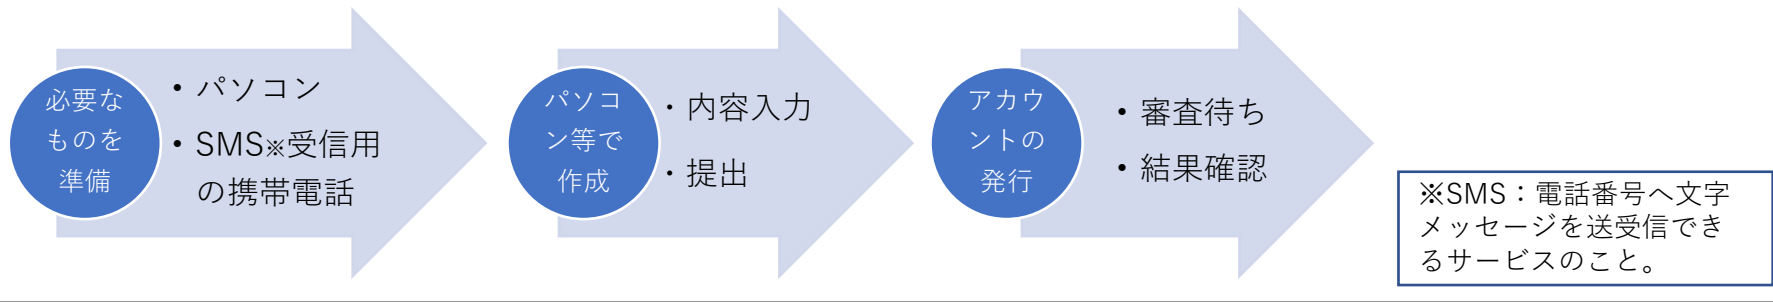 必要な
ものを
準備
・パソコン
・SMS※受信用
の携帯電話
パソコ
ン等で
作成
・内容入力
・提出
アカウ
ントの
発行
・審査待ち
・結果確認
※SMS：電話番号へ文字
メッセージを送受信でき
るサービスのこと。